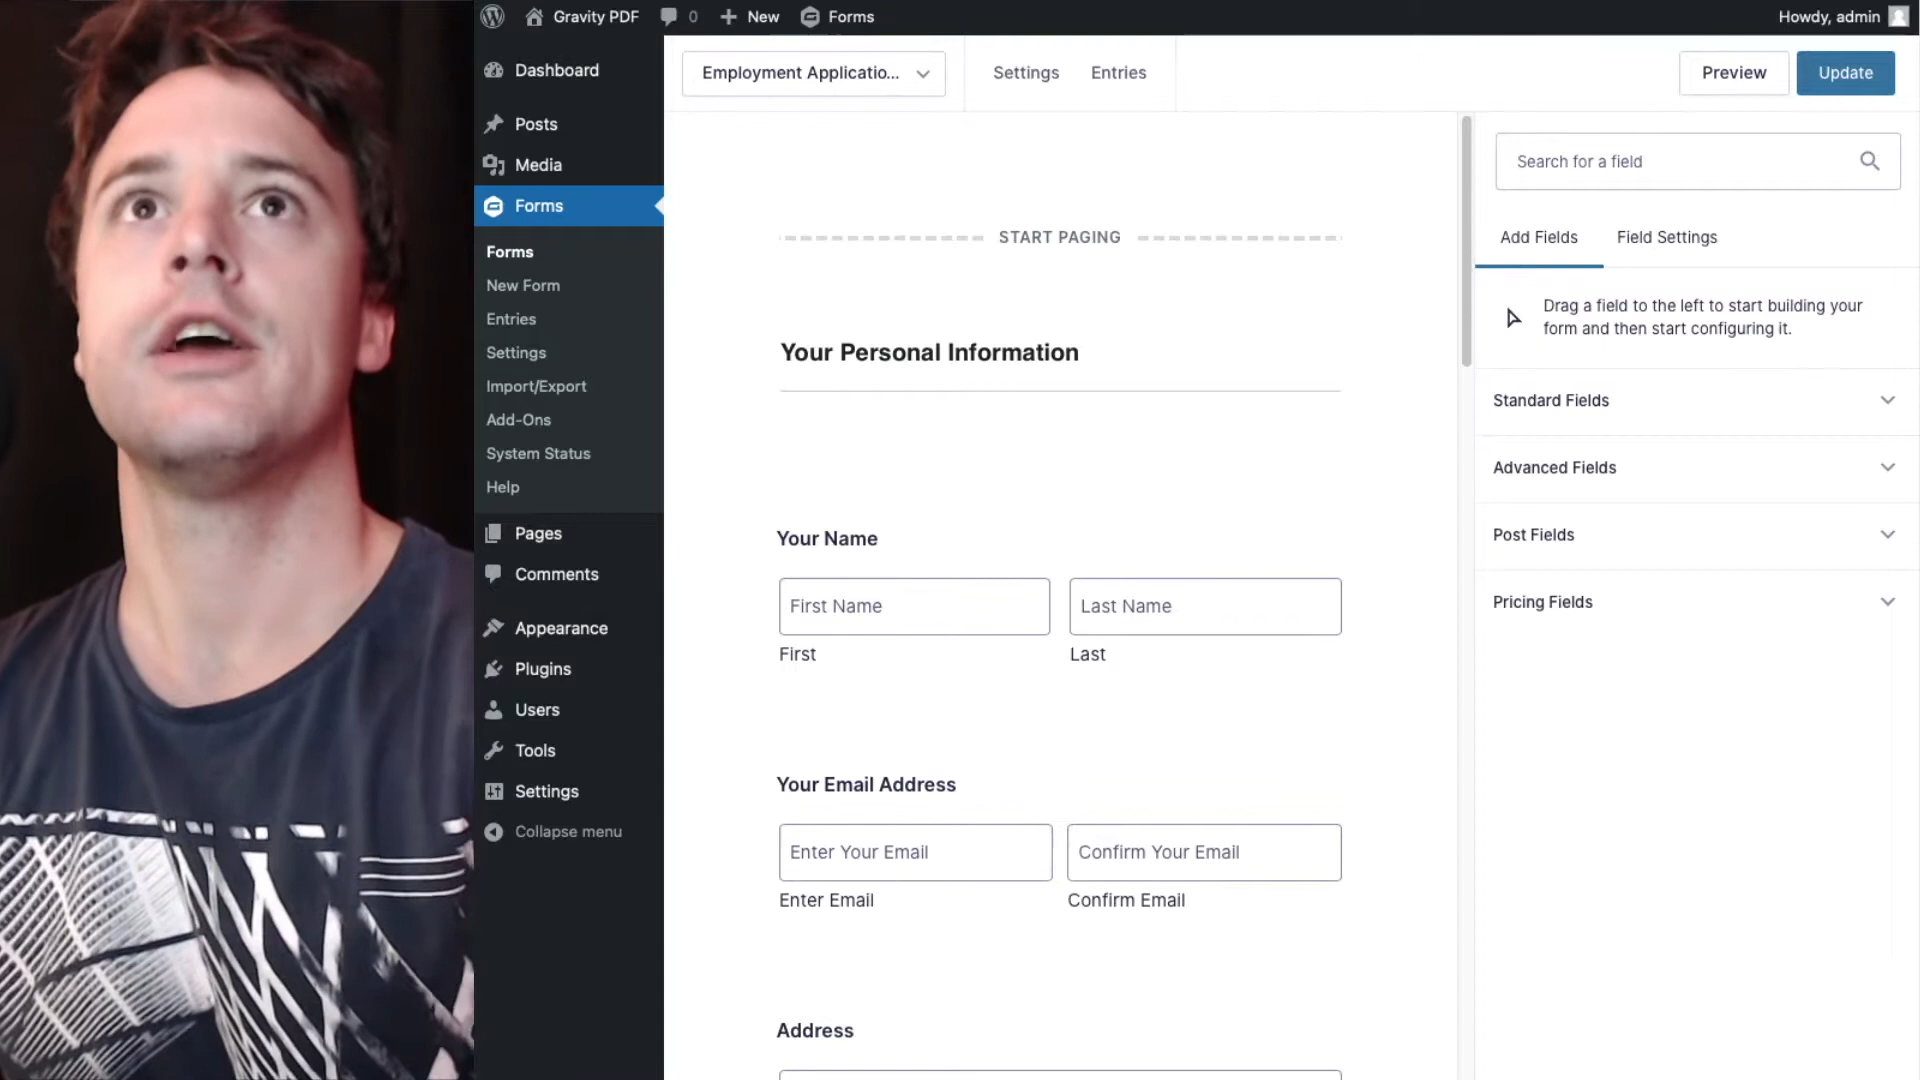 Gravity PDF
0
New
Forms
Howdy, admin
Dashboard
Posts
Media
Forms
Forms
New Form
Entries
Settings
Import/Export
Add-Ons
System Status
Help
Pages
Comments
Appearance
Plugins
Users
Tools
Settings
Collapse menu
Employment Applicatio...
Settings
Entries
Preview
Update
START PAGING
Your Personal Information
Your Name
First Name
Last Name
First
Last
Your Email Address
Enter Your Email
Confirm Your Email
Enter Email
Confirm Email
Address
Search for a field
Add Fields
Field Settings
Drag a field to the left to start building your
form and then start configuring it.
Standard Fields
Advanced Fields
Post Fields
Pricing Fields